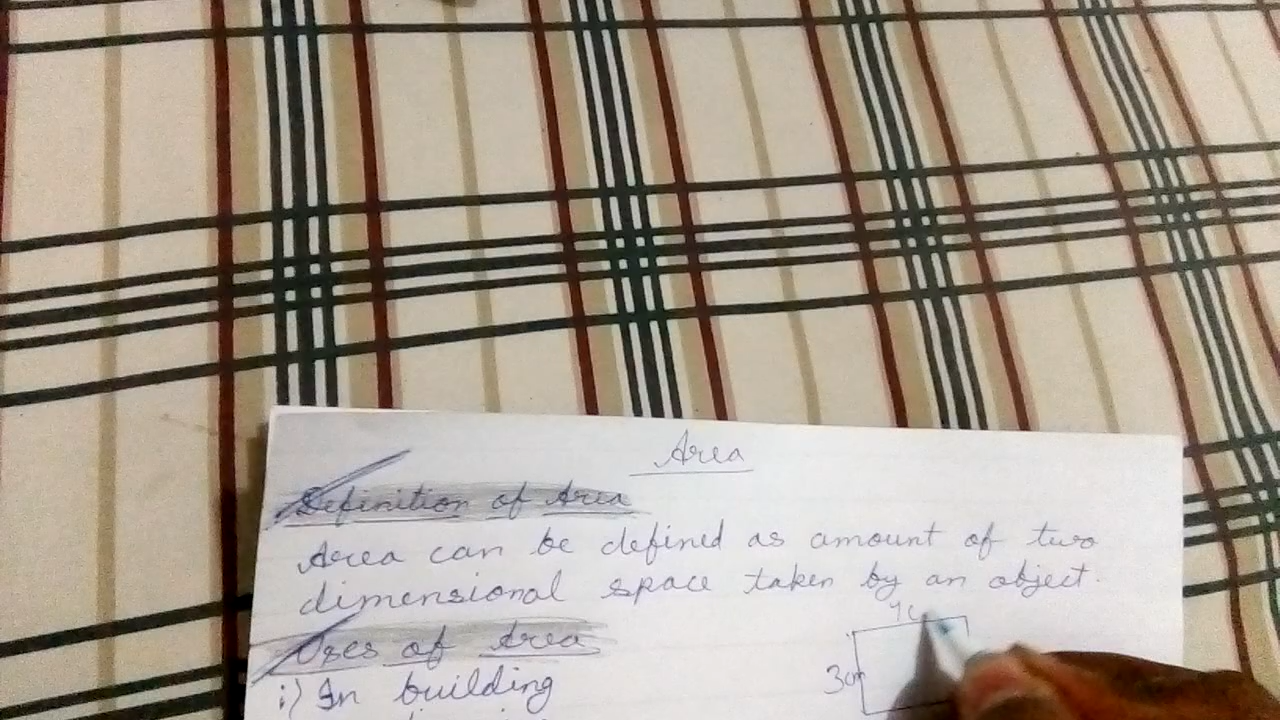 Area
Definition of Area
Area can be defined as amount of two
dimensional space taken by an object.
Uses of Area
3cm
i) In building